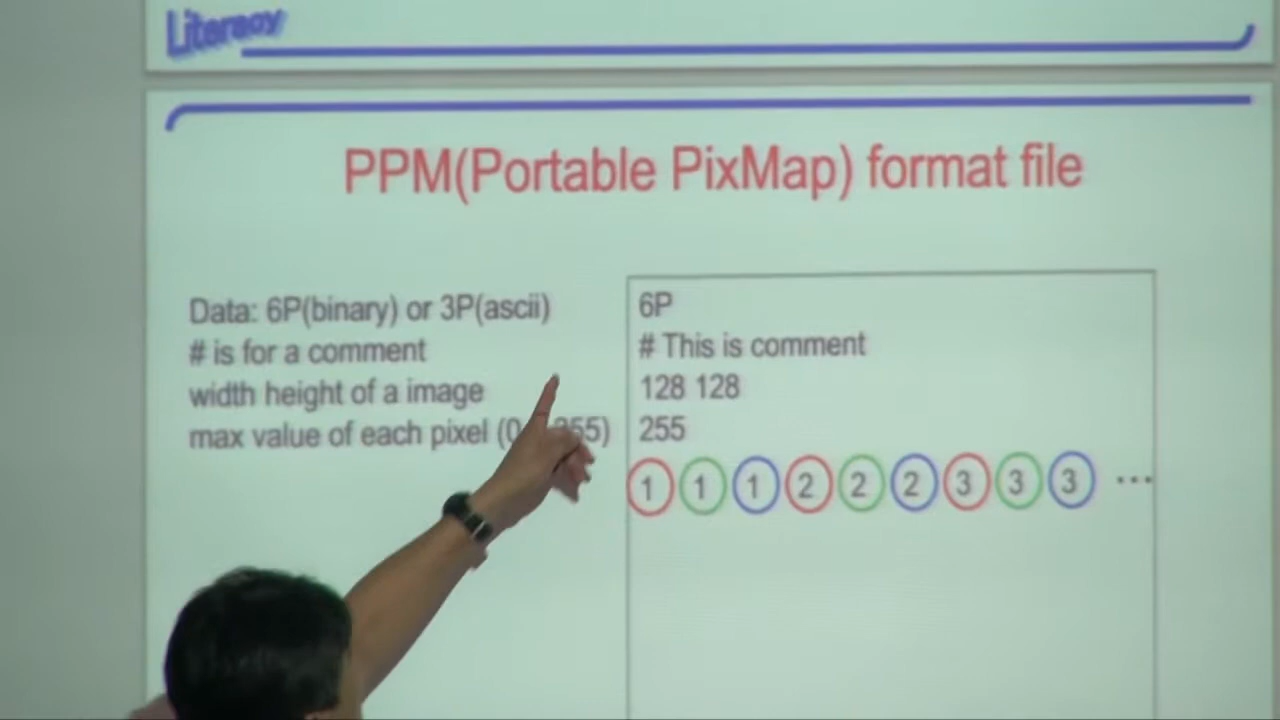 Literacy
PPM(Portable PixMap) format file
Data: 6P(binary) or 3P(ascii)
# is for a comment
width height of a image
max value of each pixel (0 255)
6P
# This is comment
128 128
255
1 1 1 2 2 2 3 3 3 ...